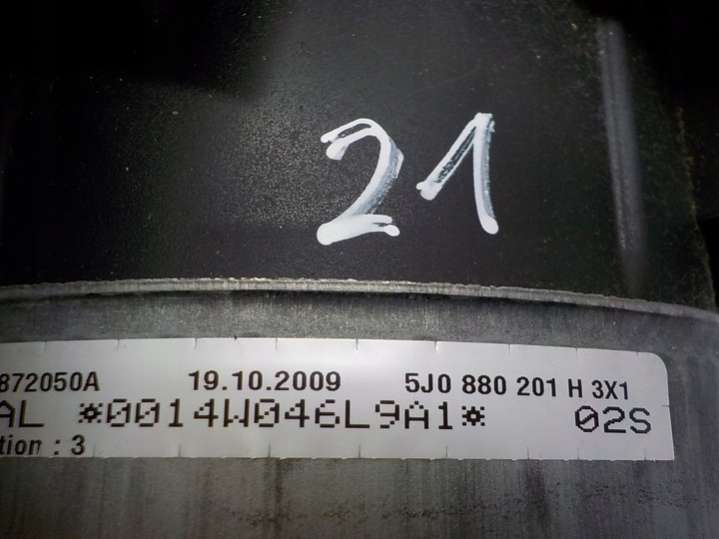 21
872050A 19.10.2009 5J0 880 201 H 3X1
AL *0014W046L9A1* 02S
tion : 3